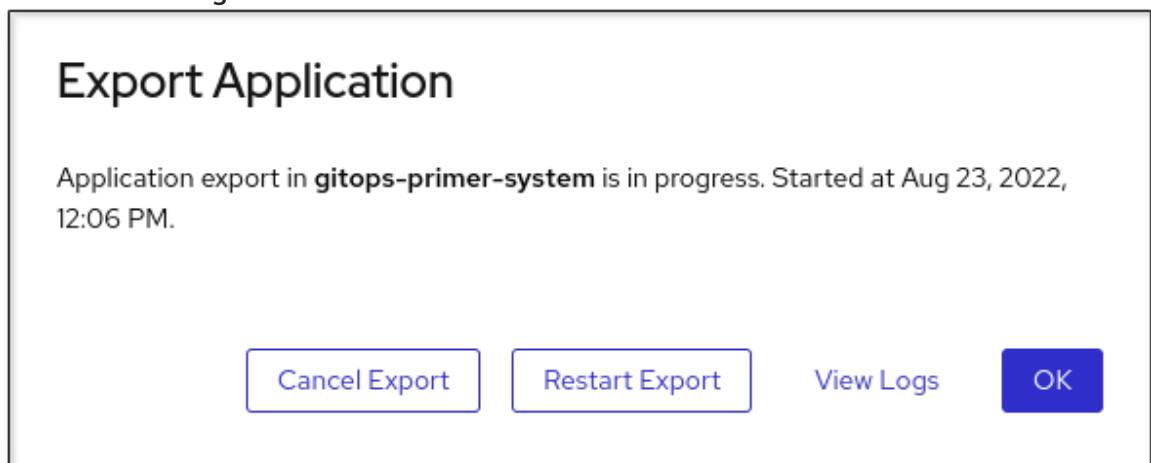 Export Application
Application export in gitops-primer-system is in progress. Started at Aug 23, 2022,
12:06 PM.
Cancel Export
Restart Export
View Logs
OK